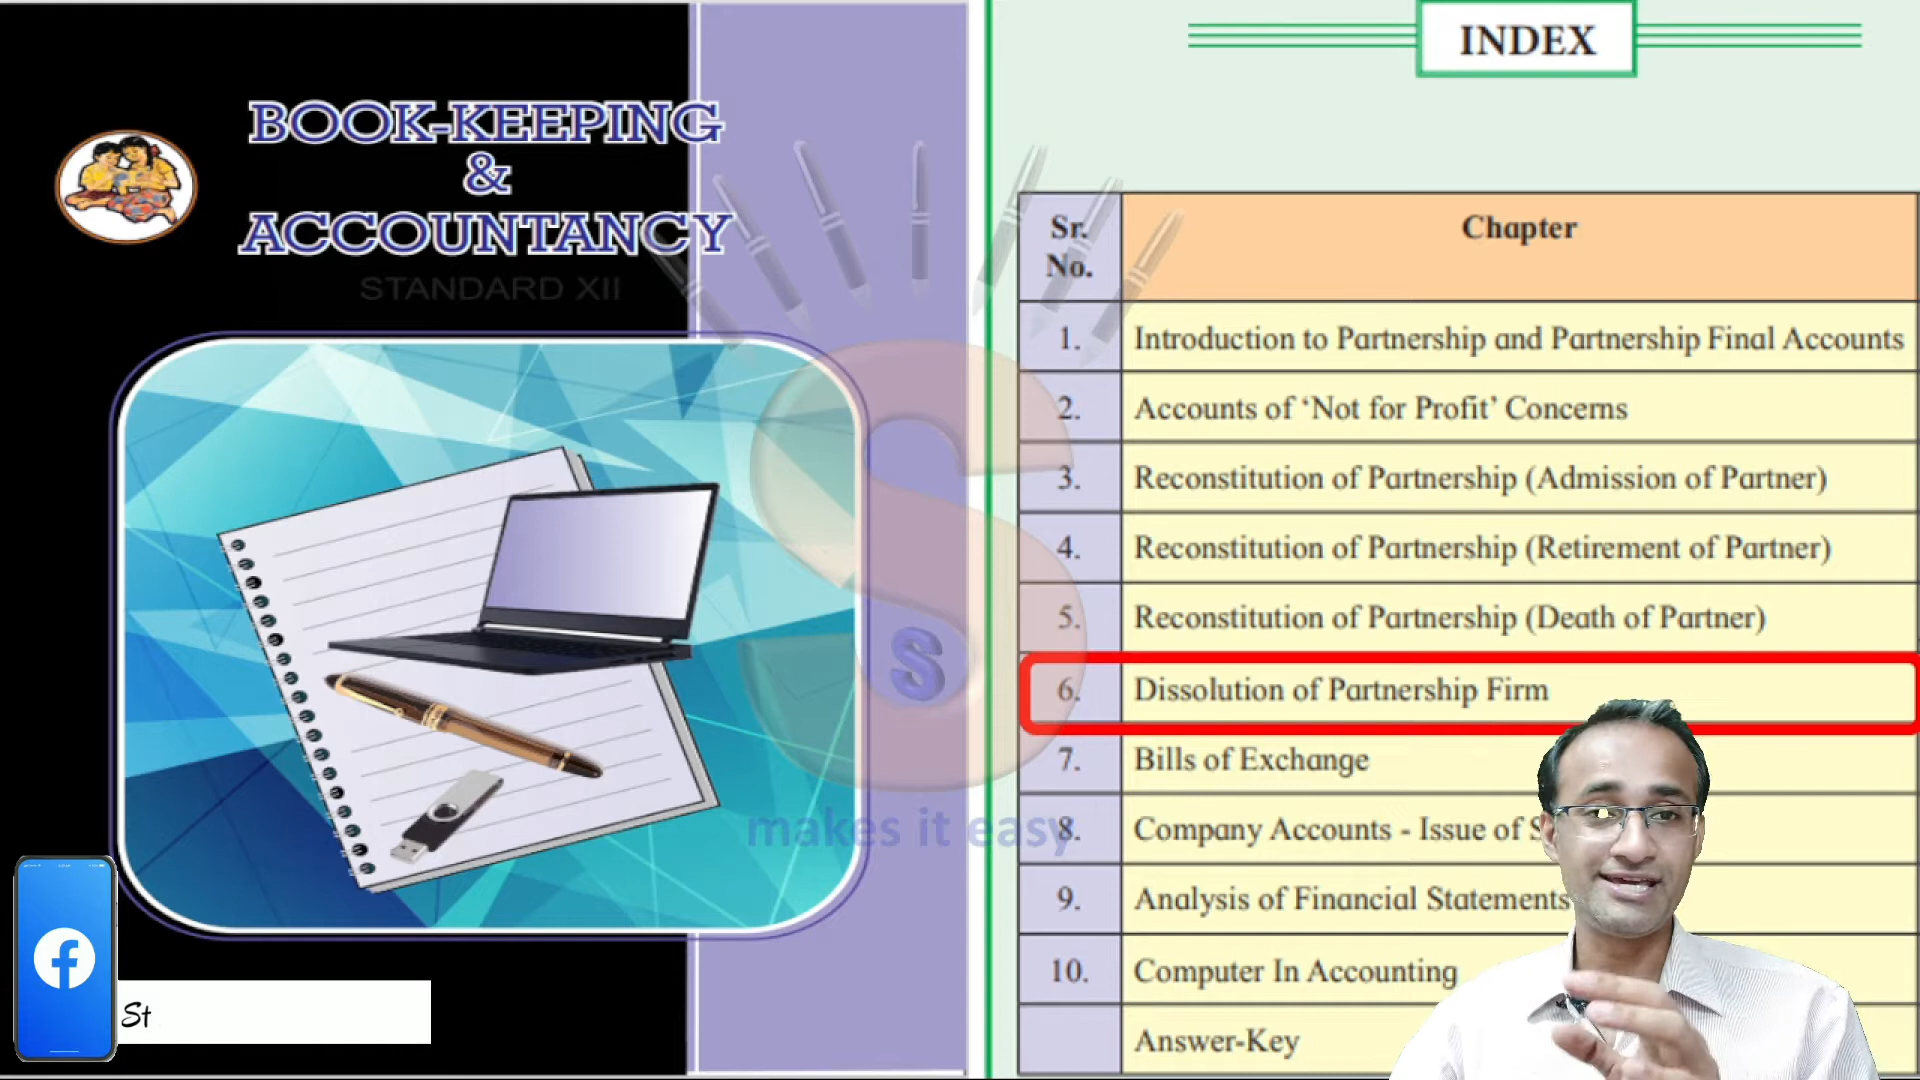 BOOK-KEEPING
&
ACCOUNTANCY
STANDARD XII
S
makes it easy
St
INDEX
Sr. No. Chapter
1. Introduction to Partnership and Partnership Final Accounts
2. Accounts of ‘Not for Profit’ Concerns
3. Reconstitution of Partnership (Admission of Partner)
4. Reconstitution of Partnership (Retirement of Partner)
5. Reconstitution of Partnership (Death of Partner)
6. Dissolution of Partnership Firm
7. Bills of Exchange
8. Company Accounts - Issue of S
9. Analysis of Financial Statements
10. Computer In Accounting
Answer-Key